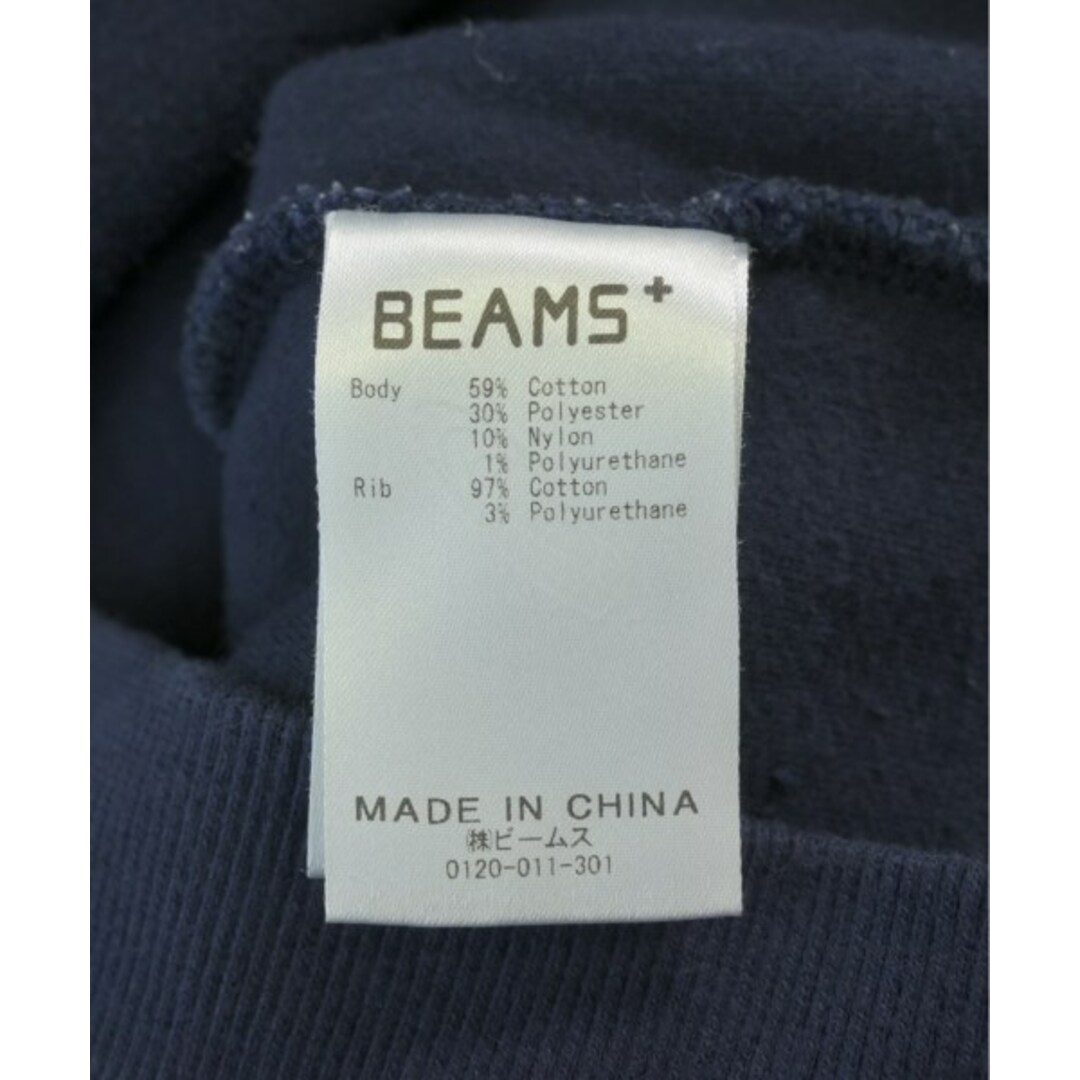 BEAMS+
Body 59% Cotton
30% Polyester
10% Nylon
1% Polyurethane
Rib 97% Cotton
3% Polyurethane
MADE IN CHINA
㈱ビームス
0120-011-301